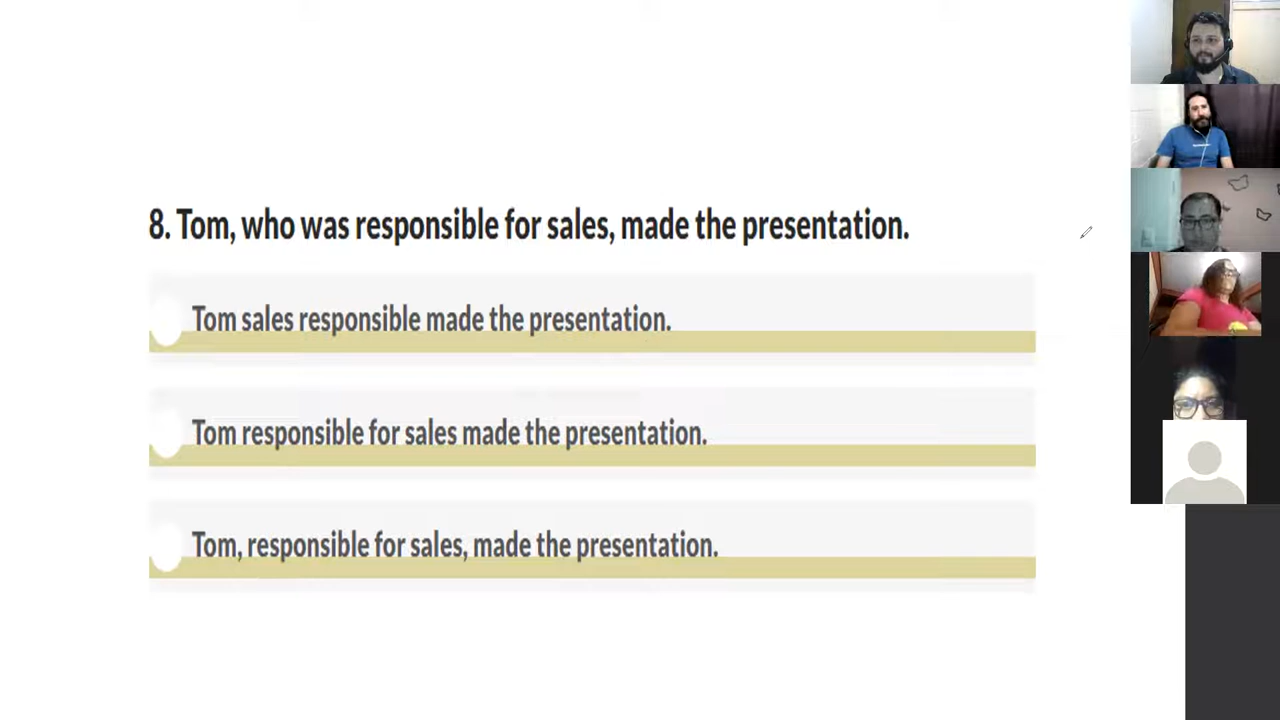 8. Tom, who was responsible for sales, made the presentation.
Tom sales responsible made the presentation.
Tom responsible for sales made the presentation.
Tom, responsible for sales, made the presentation.